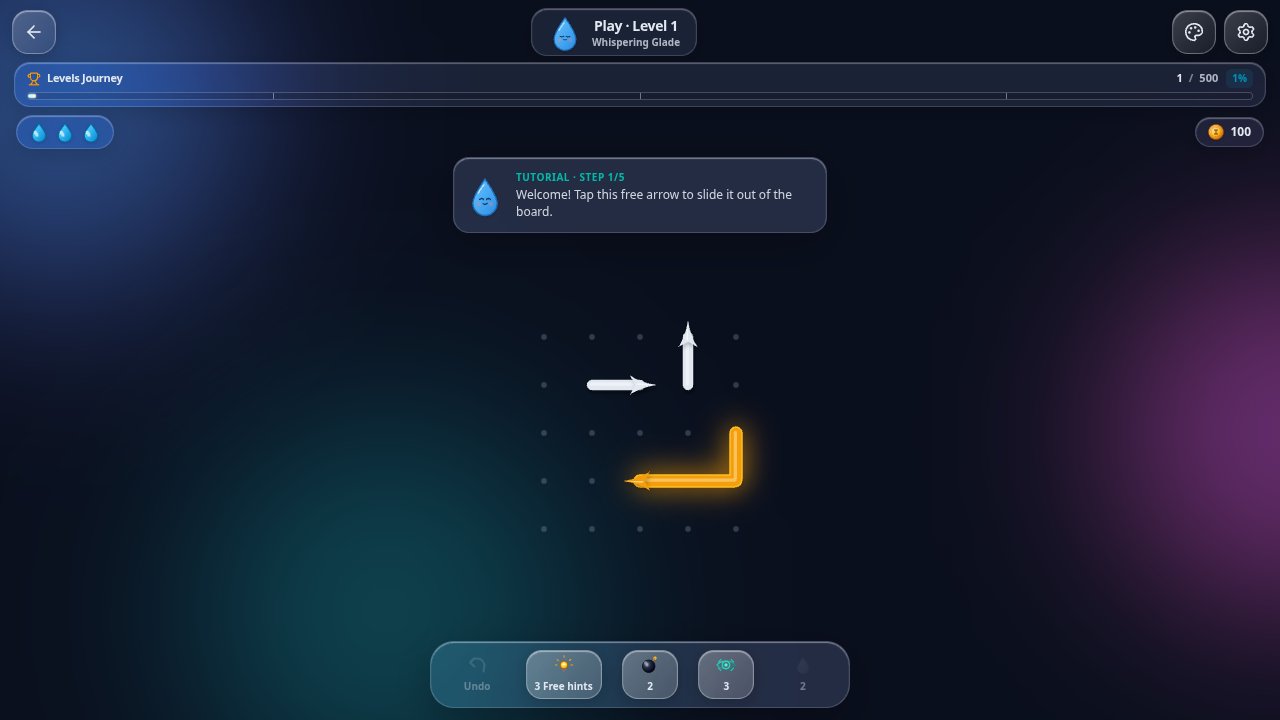 Play · Level 1
Whispering Glade
Levels Journey
1 / 500 1%
100
TUTORIAL · STEP 1/5
Welcome! Tap this free arrow to slide it out of the
board.
Undo
3 Free hints
2
3
2